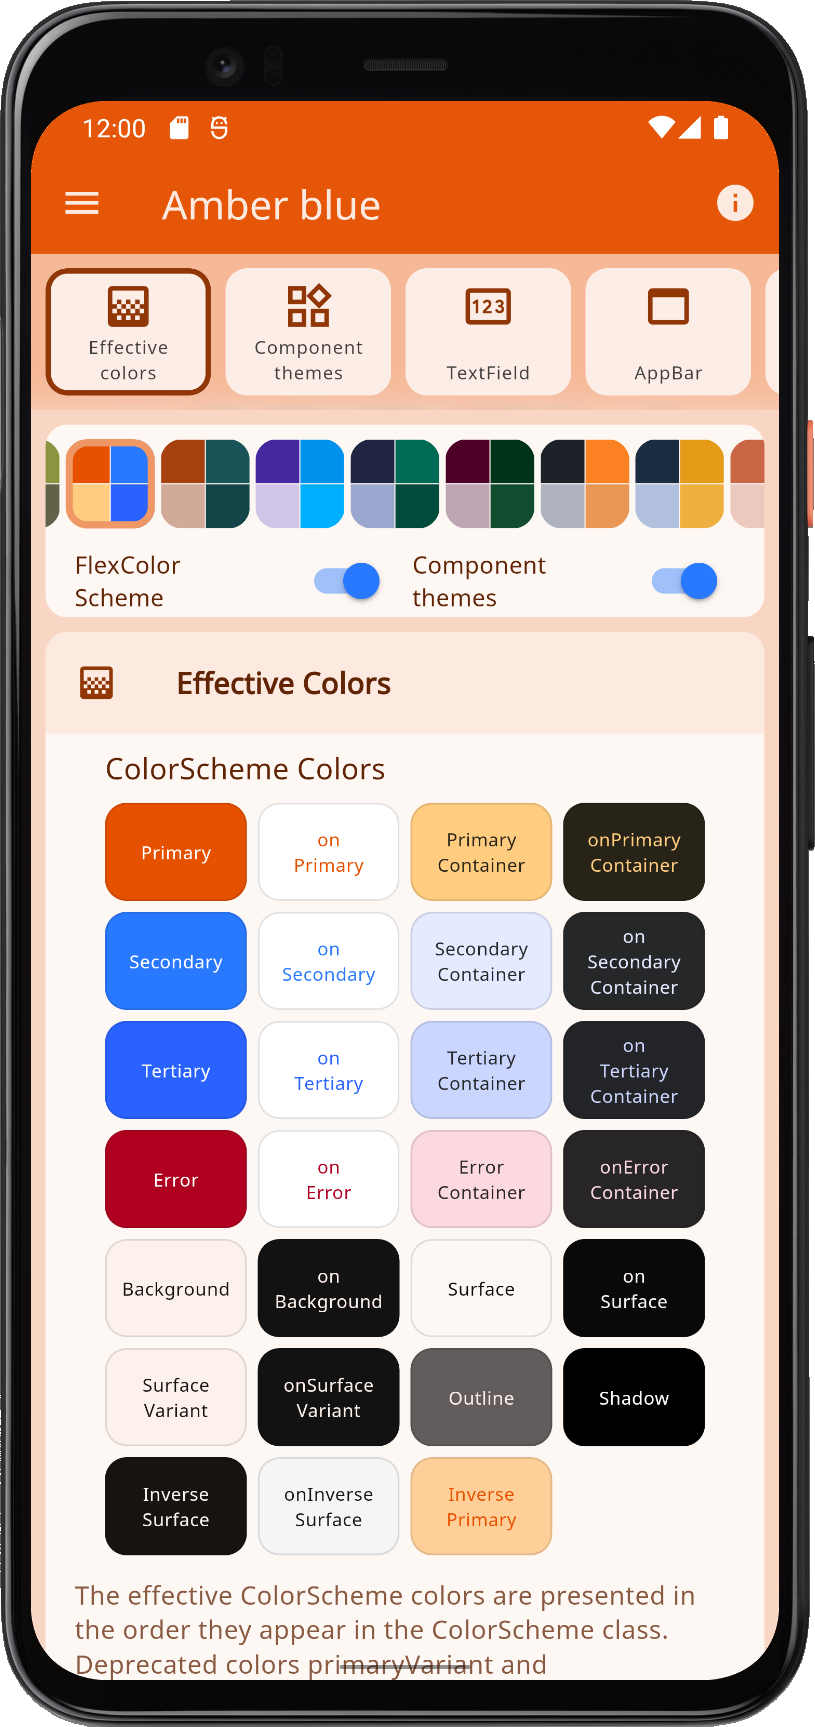 12:00
Amber blue
Effective
colors
Component
themes
123
TextField
AppBar
FlexColor
Scheme
Component
themes
Effective Colors
ColorScheme Colors
Primary
on
Primary
Primary
Container
onPrimary
Container
Secondary
on
Secondary
Secondary
Container
on
Secondary
Container
Tertiary
on
Tertiary
Tertiary
Container
on
Tertiary
Container
Error
on
Error
Error
Container
onError
Container
Background
on
Background
Surface
on
Surface
Surface
Variant
onSurface
Variant
Outline
Shadow
Inverse
Surface
onInverse
Surface
Inverse
Primary
The effective ColorScheme colors are presented in
the order they appear in the ColorScheme class.
Deprecated colors primaryVariant and